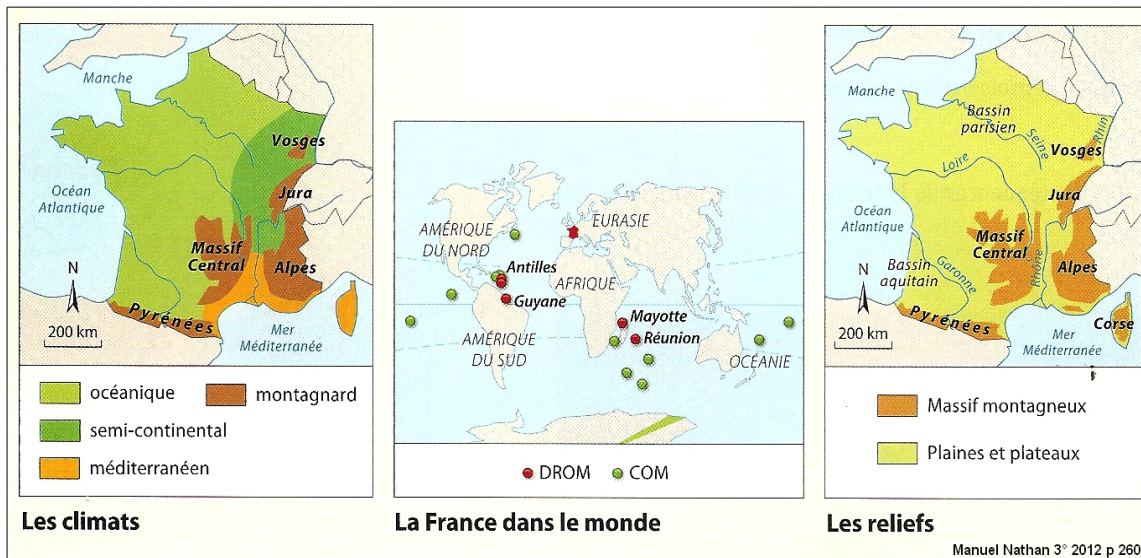 Manche
Vosges
Jura
Océan
Atlantique
Massif
Central
Alpes
N
Pyrénées
200 km
Mer
Méditerranée
océanique
montagnard
semi-continental
méditerranéen
Les climats
AMÉRIQUE
DU NORD
EURASIE
Antilles
AFRIQUE
Guyane
Mayotte
Réunion
AMÉRIQUE
DU SUD
OCÉANIE
DROM
COM
La France dans le monde
Manche
Bassin
parisien
Seine
Rhin
Vosges
Loire
Jura
Océan
Atlantique
Massif
Central
Alpes
Rhône
Bassin
aquitain
Garonne
N
Pyrénées
Corse
200 km
Mer
Méditerranée
Massif montagneux
Plaines et plateaux
Les reliefs
Manuel Nathan 3° 2012 p 260